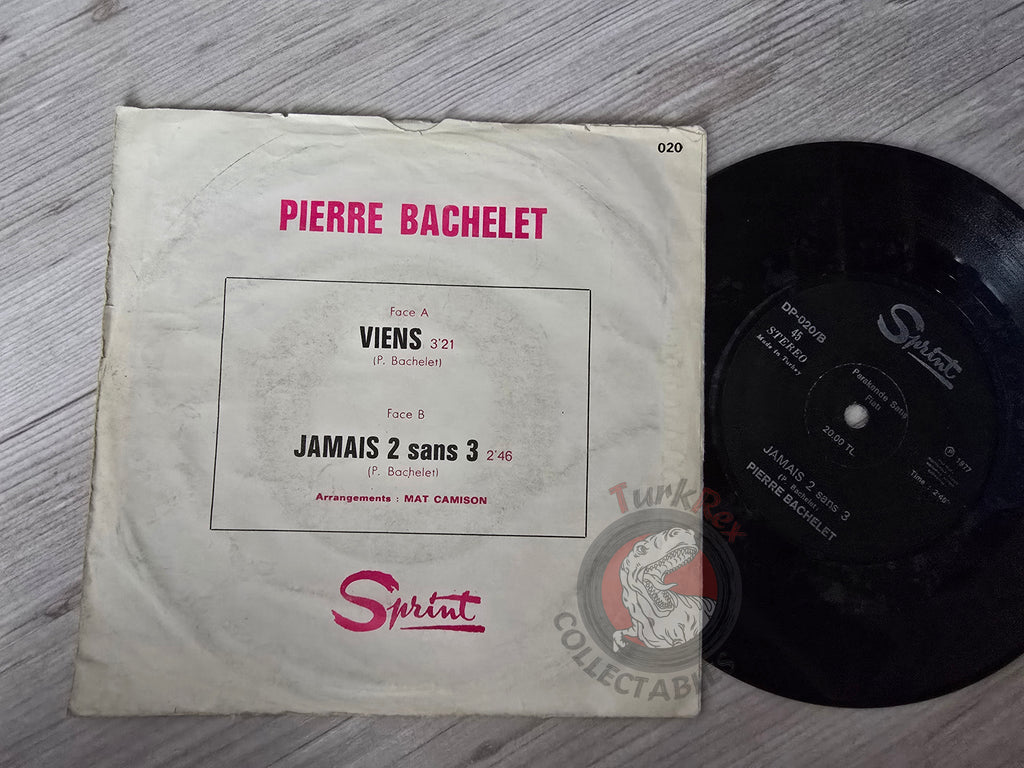 020
PIERRE BACHELET
Face A
VIENS 3'21
(P. Bachelet)
Face B
JAMAIS 2 sans 3 2'46
(P. Bachelet)
Arrangements : MAT CAMISON
Sprint
Sprint
DP-020/B
45
STEREO
Made in Turkey
Perakende Satış
Fiatı
20.00 TL
℗ 1977
Time : 2'46"
JAMAIS 2 sans 3
(P. Bachelet)
PIERRE BACHELET
TurkRex
COLLECTABLES